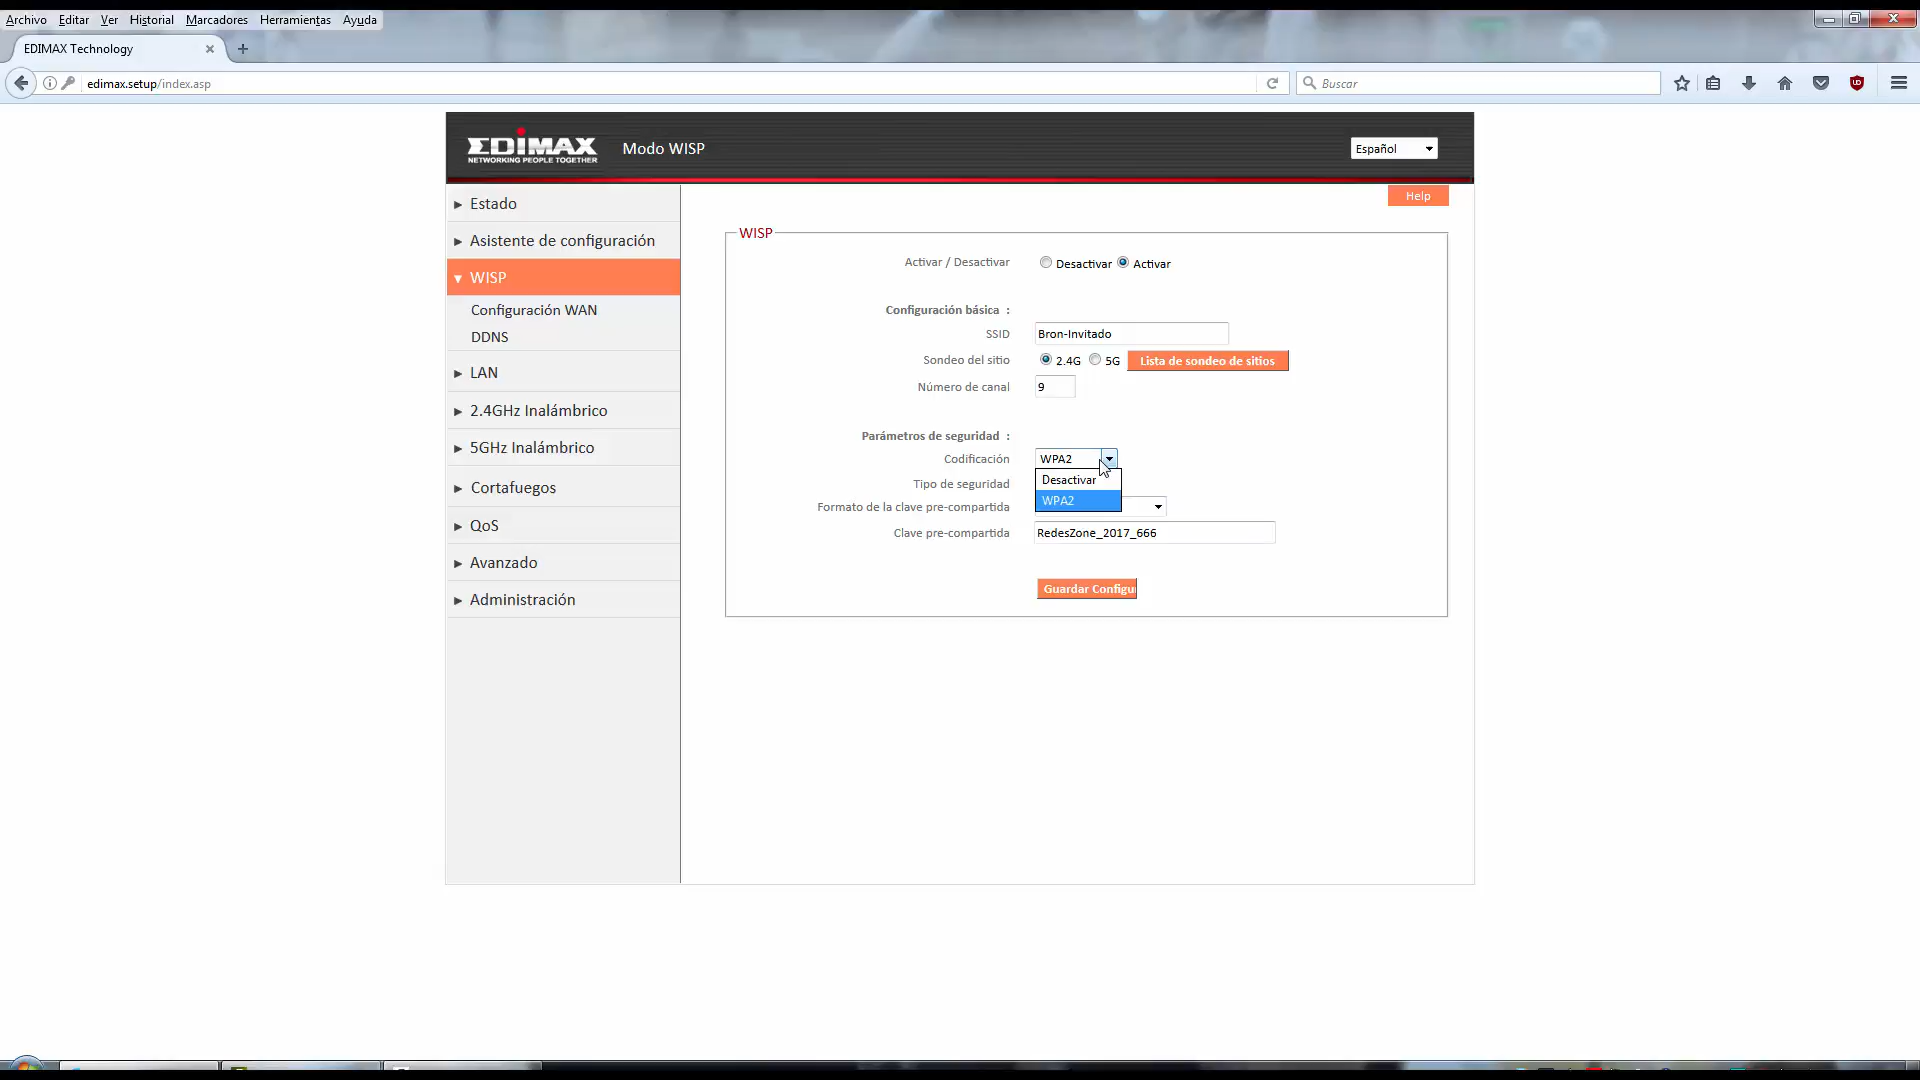 Archivo Editar Ver Historial Marcadores Herramientas Ayuda
EDIMAX Technology
edimax.setup/index.asp
Buscar
EDIMAX
NETWORKING PEOPLE TOGETHER
Modo WISP
Español
Help
Estado
Asistente de configuración
WISP
Configuración WAN
DDNS
LAN
2.4GHz Inalámbrico
5GHz Inalámbrico
Cortafuegos
QoS
Avanzado
Administración
WISP
Activar / Desactivar Desactivar Activar
Configuración básica :
SSID Bron-Invitado
Sondeo del sitio 2.4G 5G Lista de sondeo de sitios
Número de canal 9
Parámetros de seguridad :
Codificación WPA2
Desactivar
WPA2
Tipo de seguridad
Formato de la clave pre-compartida
Clave pre-compartida RedesZone_2017_666
Guardar Configu